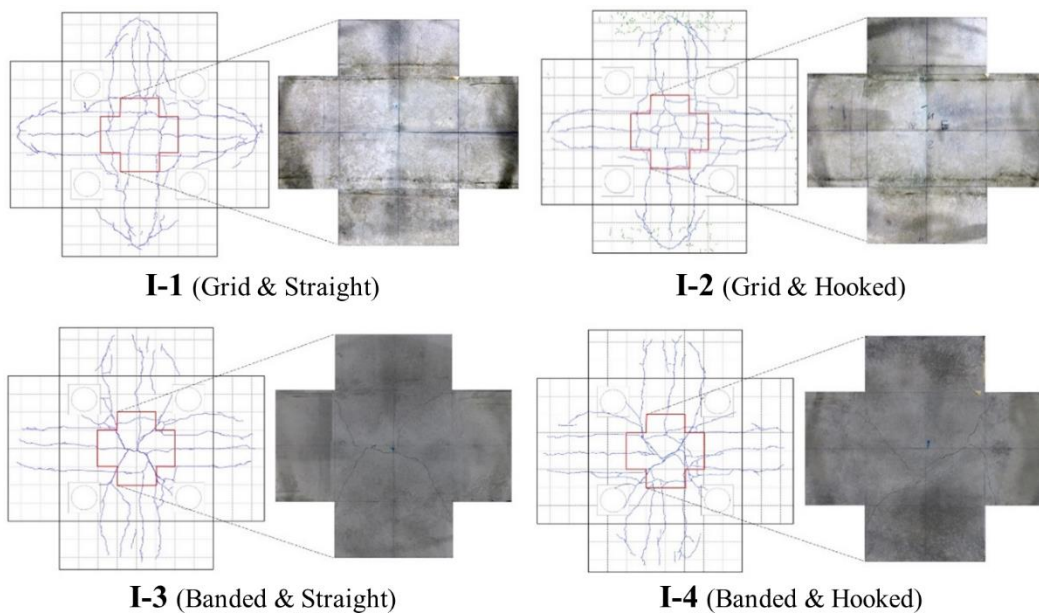 I-1 (Grid & Straight)
I-2 (Grid & Hooked)
I-3 (Banded & Straight)
I-4 (Banded & Hooked)